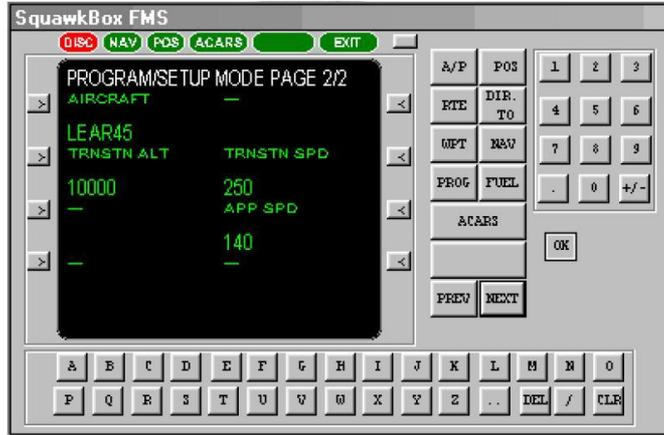 SquawkBox FMS
DISC NAV POS ACARS EXIT
PROGRAM/SETUP MODE PAGE 2/2
AIRCRAFT —
LEAR45
TRNSTN ALT TRNSTN SPD
10000 250
— APP SPD
140
— —
A/P POS
RTE DIR. TO
WPT NAV
PROG FUEL
ACARS
PREV NEXT
1 2 3
4 5 6
7 8 9
. 0 +/-
OK
A B C D E F G H I J K L M N O
P Q R S T U V W X Y Z .. DEL / CLR